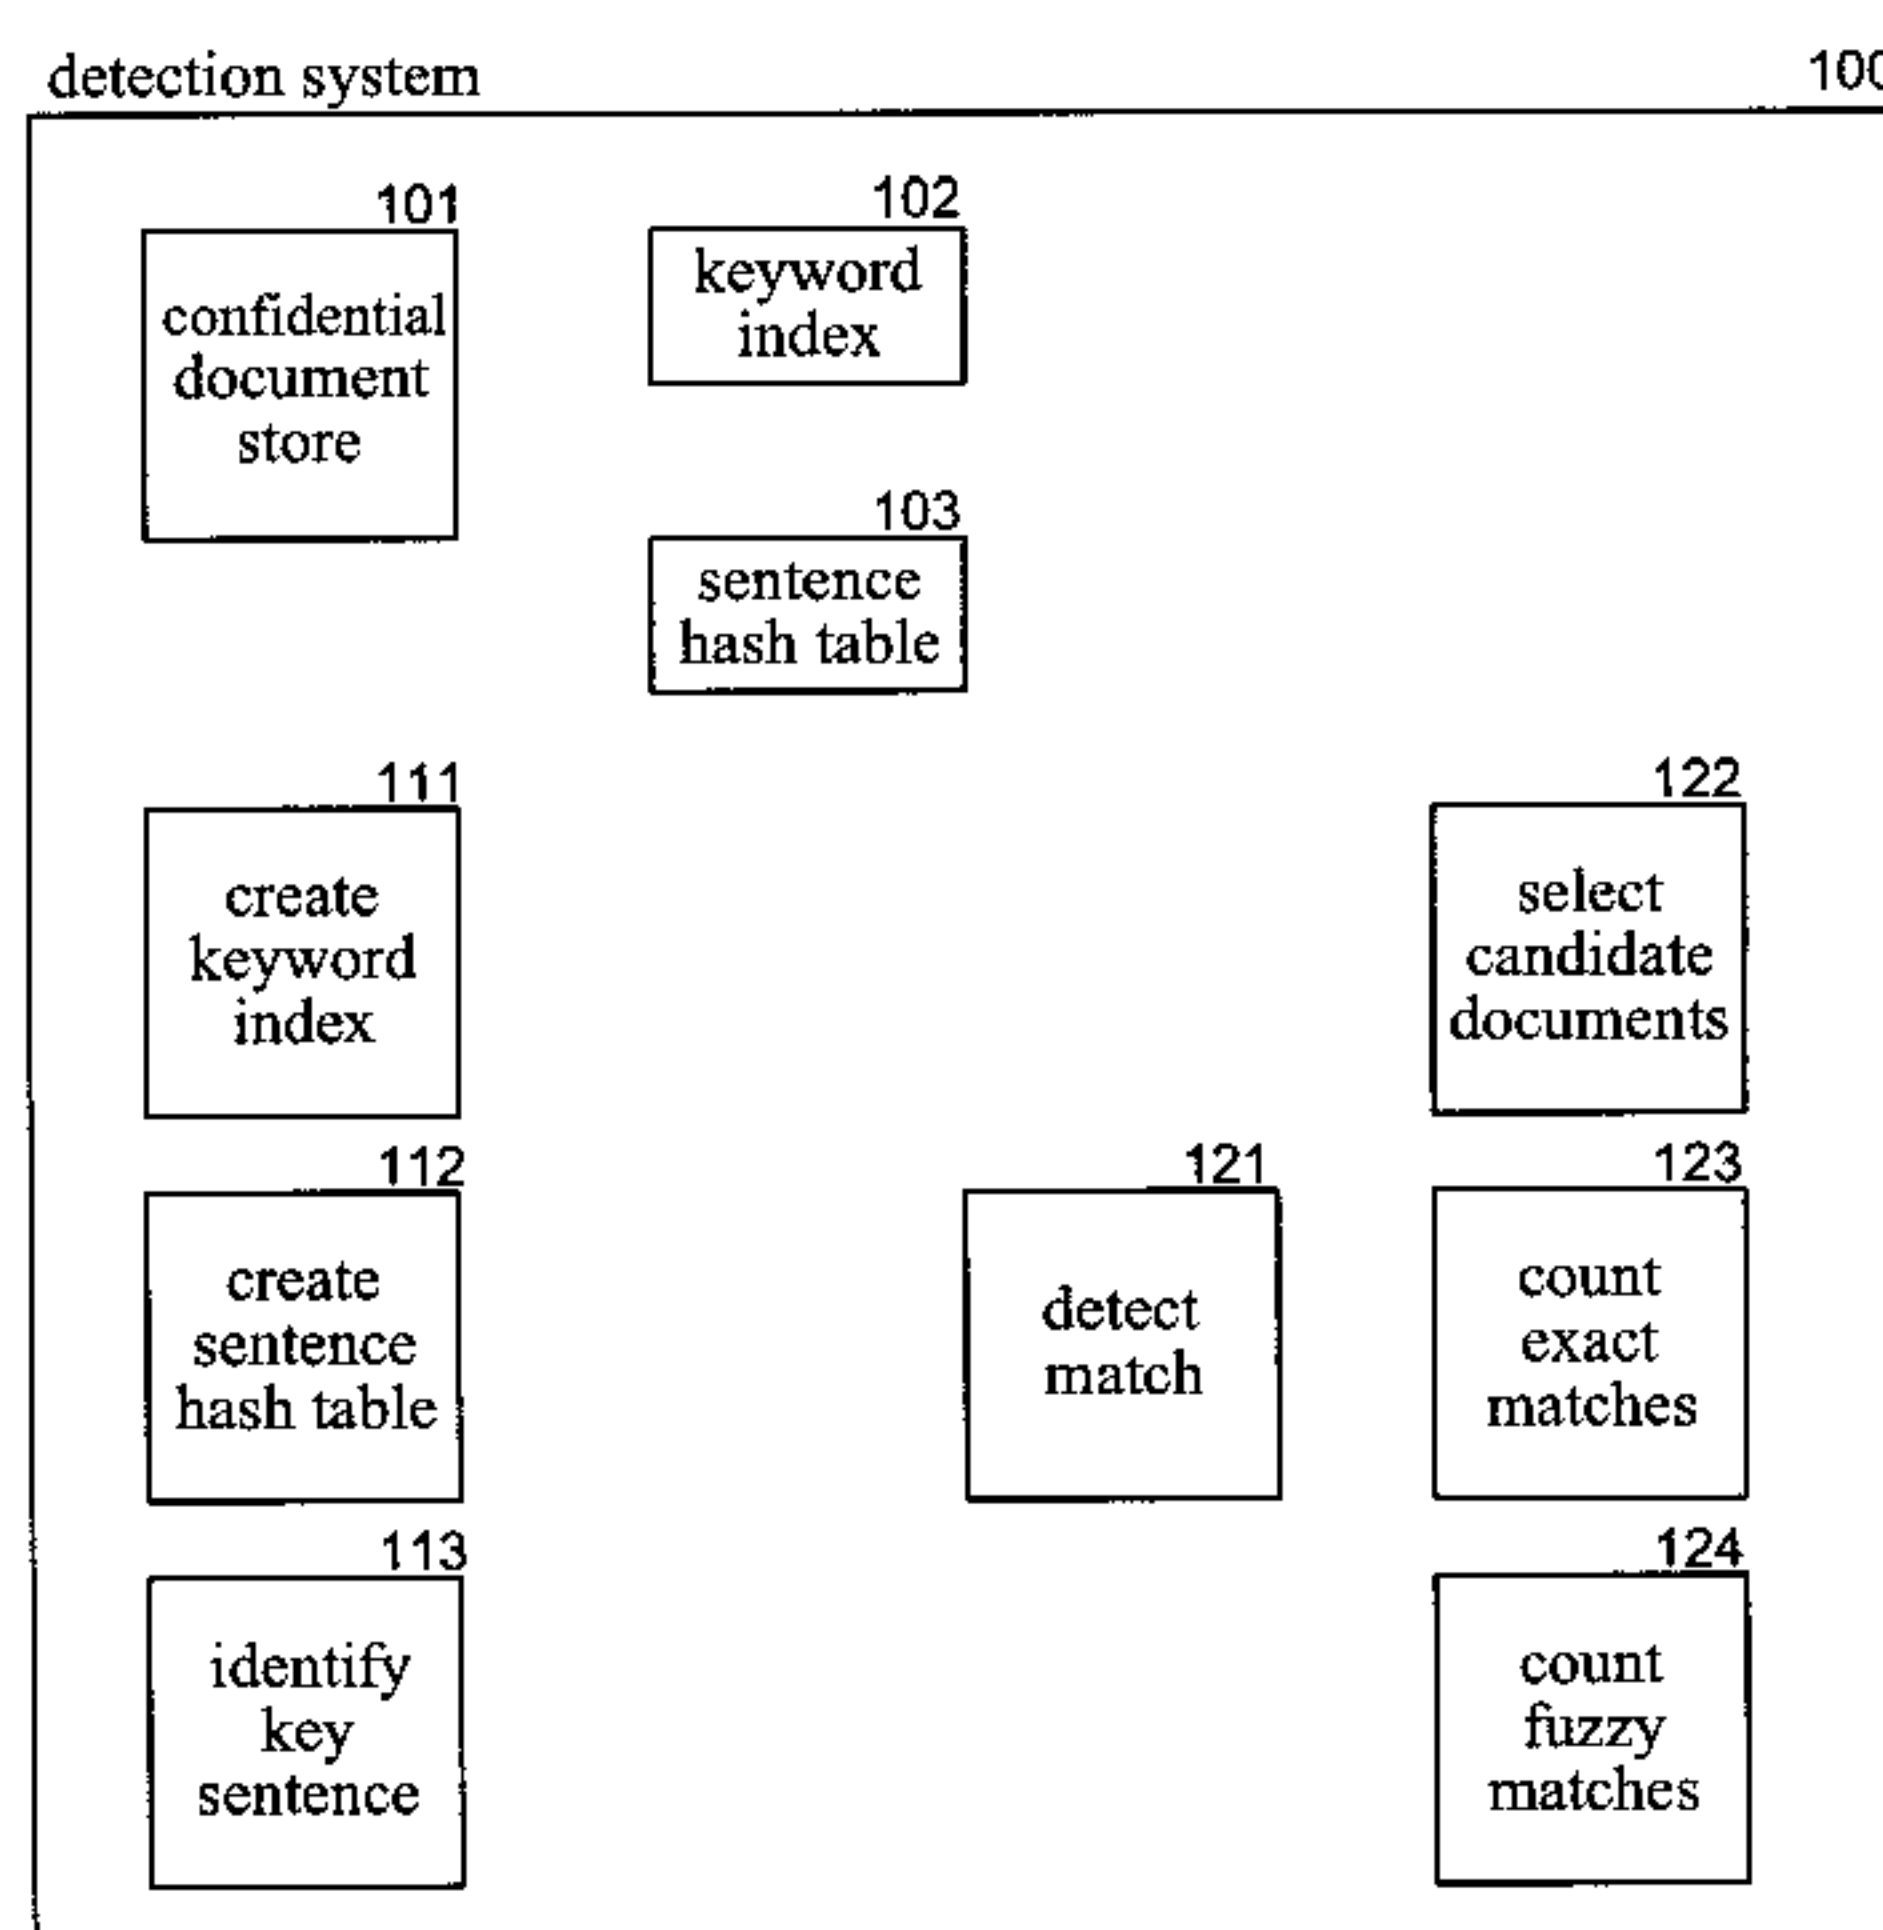 detection system
100
101
confidential
document
store
102
keyword
index
103
sentence
hash table
111
create
keyword
index
122
select
candidate
documents
112
create
sentence
hash table
121
detect
match
123
count
exact
matches
113
identify
key
sentence
124
count
fuzzy
matches